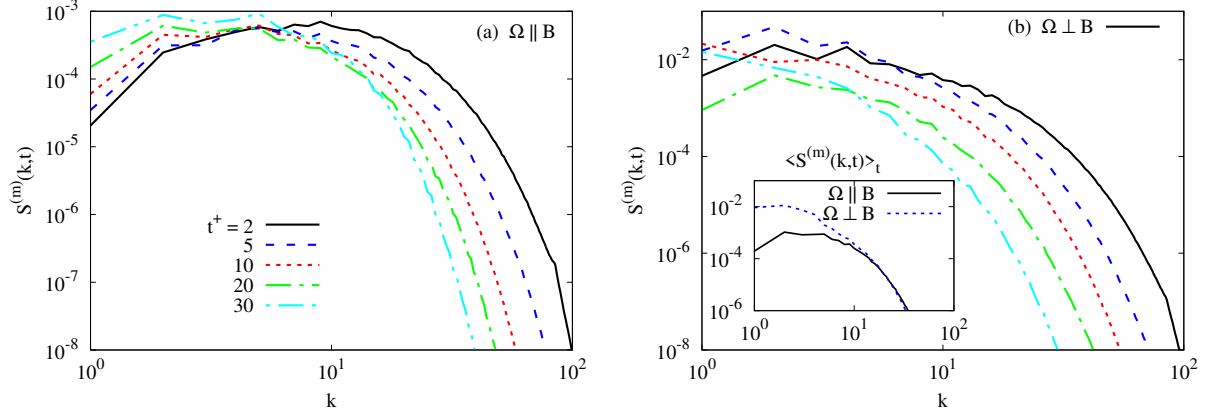 10^-3
10^-4
10^-5
10^-6
10^-7
10^-8
S^(m)(k,t)
(a) Ω || B
t^+ = 2
5
10
20
30
10^0
10^1
10^2
k
10^-2
10^-4
10^-6
10^-8
S^(m)(k,t)
(b) Ω ⊥ B
<S^(m)(k,t)>_t
Ω || B
Ω ⊥ B
10^0
10^-2
10^-4
10^-6
10^0
10^1
10^2
10^0
10^1
10^2
k